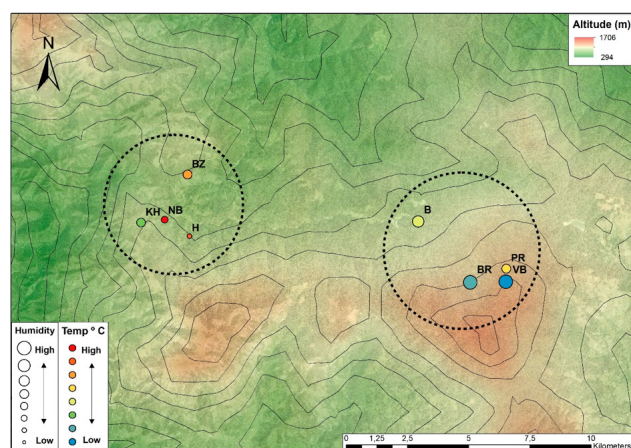 N
Altitude (m)
1706
294
BZ
KH
NB
H
B
PR
BR
VB
Humidity
High
Low
Temp º C
High
Low
0 1,25 2,5 5 7,5 10
Kilometers